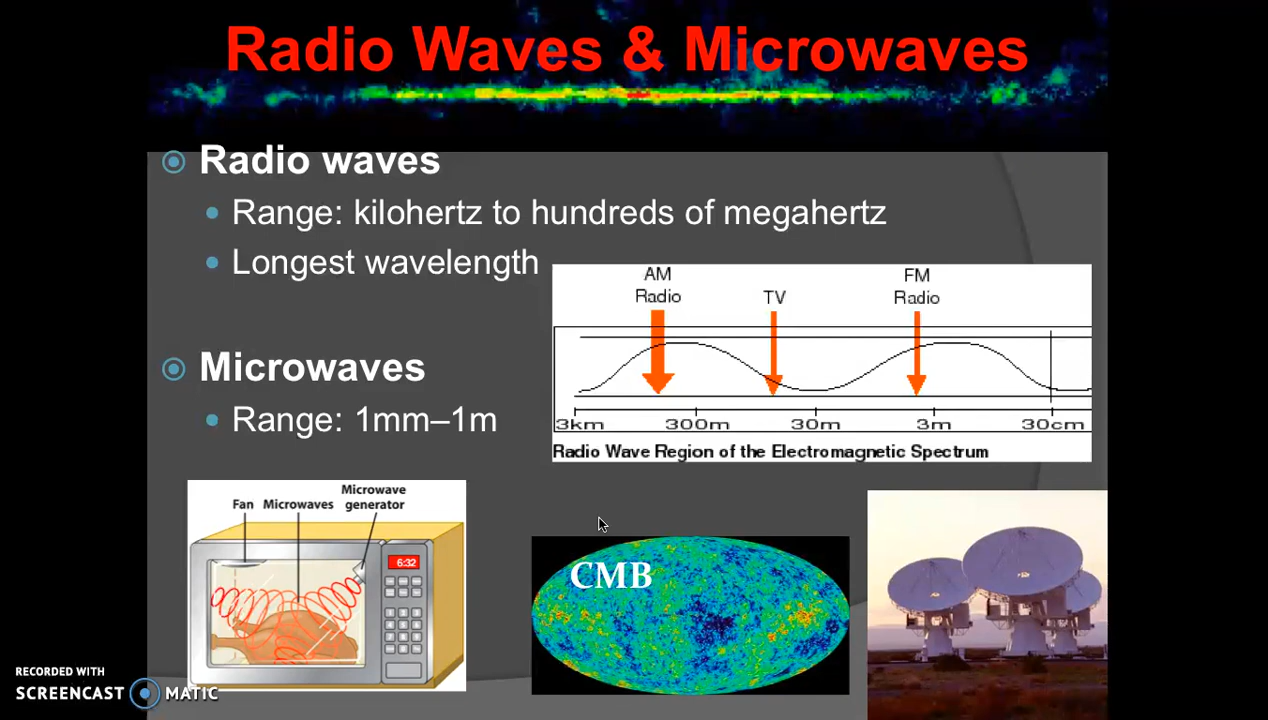 Radio Waves & Microwaves
Radio waves
Range: kilohertz to hundreds of megahertz
Longest wavelength
AM
Radio
TV
FM
Radio
3km 300m 30m 3m 30cm
Radio Wave Region of the Electromagnetic Spectrum
Microwaves
Range: 1mm–1m
Fan Microwaves Microwave
generator
6:32
CMB
RECORDED WITH
SCREENCAST MATIC